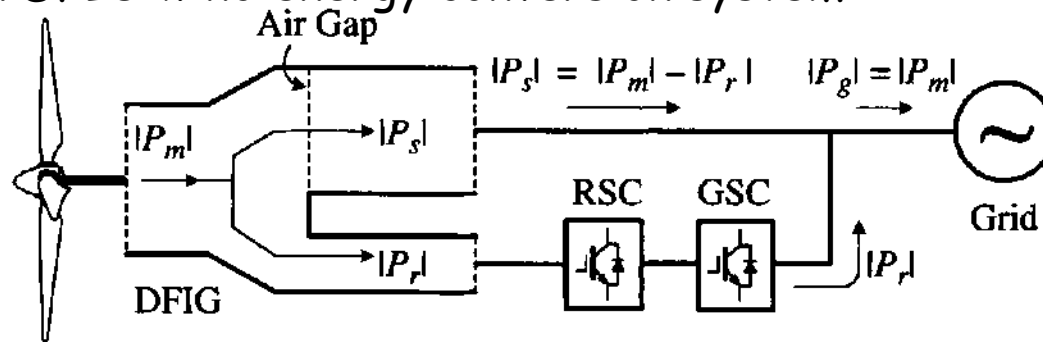 Air Gap
|P_s| = |P_m| – |P_r|
|P_g| = |P_m|
|P_m|
|P_s|
RSC
GSC
Grid
|P_r|
|P_r|
DFIG